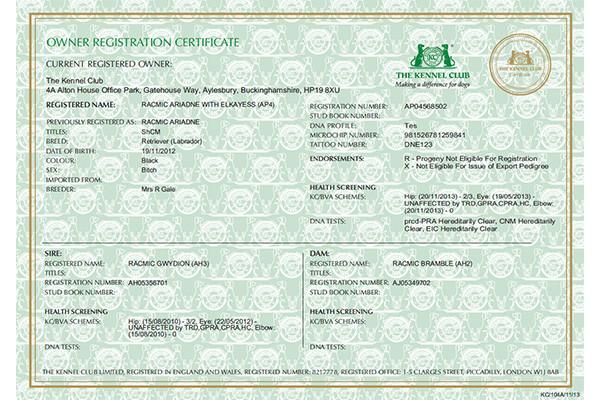 OWNER REGISTRATION CERTIFICATE
CURRENT REGISTERED OWNER:
The Kennel Club
4A Alton House Office Park, Gatehouse Way, Aylesbury, Buckinghamshire, HP19 8XU
KC
THE KENNEL CLUB
Making a difference for dogs
REGISTERED NAME: RACMIC ARIADNE WITH ELKAYESS (AP4)
PREVIOUSLY REGISTERED AS: RACMIC ARIADNE
TITLES: ShCM
BREED: Retriever (Labrador)
DATE OF BIRTH: 19/11/2012
COLOUR: Black
SEX: Bitch
IMPORTED FROM:
BREEDER: Mrs R Gale
REGISTRATION NUMBER: AP04568502
STUD BOOK NUMBER:
DNA PROFILE: Tes
MICROCHIP NUMBER: 981526781259841
TATTOO NUMBER: DNE123
ENDORSEMENTS: R - Progeny Not Eligible For Registration
X - Not Eligible For Issue of Export Pedigree
HEALTH SCREENING
KC/BVA SCHEMES: Hip: (20/11/2013) - 2/3, Eye: (19/05/2013) -
UNAFFECTED by TRD,GPRA,CPRA,HC, Elbow:
(20/11/2013) - 0
DNA TESTS: prcd-PRA Hereditarily Clear, CNM Hereditarily
Clear, EIC Hereditarily Clear
SIRE:
REGISTERED NAME: RACMIC GWYDION (AH3)
TITLES:
REGISTRATION NUMBER: AH05356701
STUD BOOK NUMBER:
HEALTH SCREENING
KC/BVA SCHEMES: Hip: (15/08/2010) - 3/2, Eye: (22/05/2012) -
UNAFFECTED by TRD,GPRA,CPRA,HC, Elbow:
(15/08/2010) - 0
DNA TESTS:
DAM:
REGISTERED NAME: RACMIC BRAMBLE (AH2)
TITLES:
REGISTRATION NUMBER: AJ05349702
STUD BOOK NUMBER:
HEALTH SCREENING
KC/BVA SCHEMES:
DNA TESTS:
THE KENNEL CLUB LIMITED, REGISTERED IN ENGLAND AND WALES, REGISTERED NUMBER: 8217778, REGISTERED OFFICE: 1-5 CLARGES STREET, PICCADILLY, LONDON W1J 8AB
KC/2104A/11/13